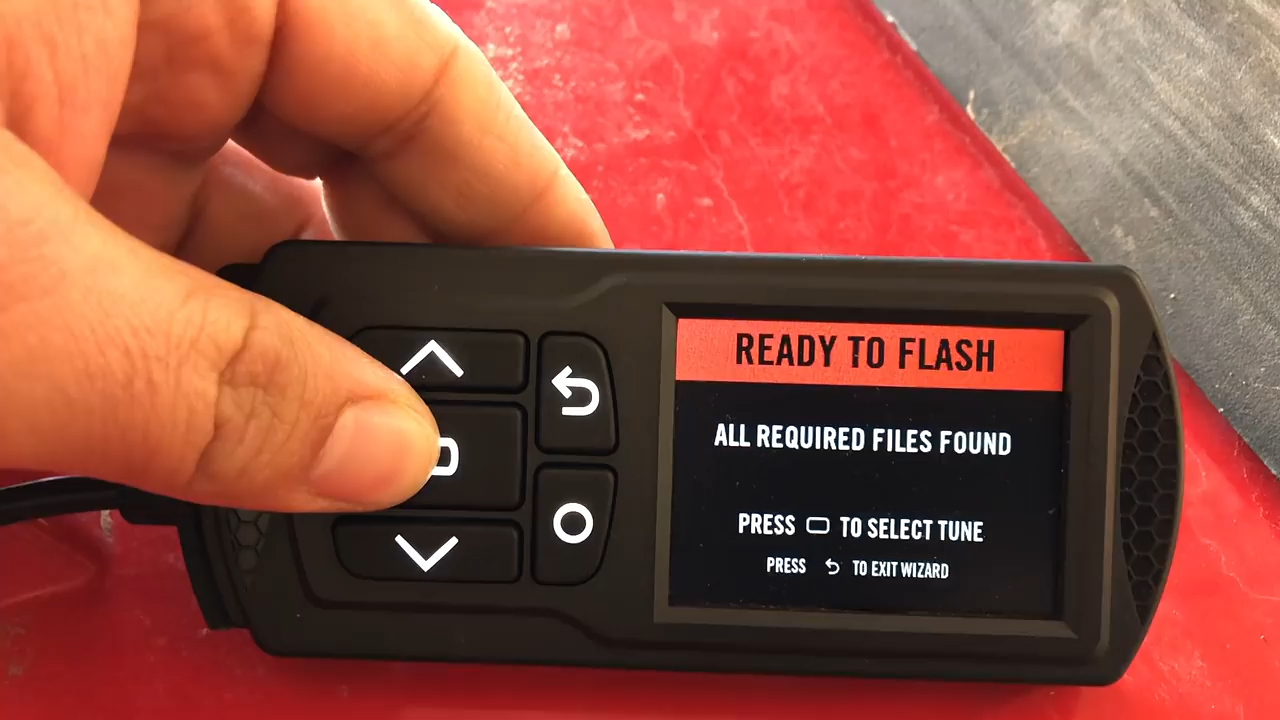 READY TO FLASH
ALL REQUIRED FILES FOUND
PRESS TO SELECT TUNE
PRESS TO EXIT WIZARD